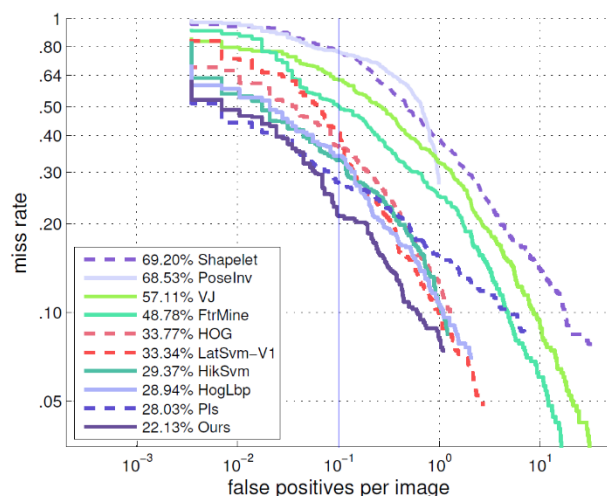 1
.80
.64
.50
.40
.30
.20
.10
.05
miss rate
69.20% Shapelet
68.53% PoseInv
57.11% VJ
48.78% FtrMine
33.77% HOG
33.34% LatSvm−V1
29.37% HikSvm
28.94% HogLbp
28.03% Pls
22.13% Ours
10⁻³ 10⁻² 10⁻¹ 10⁰ 10¹
false positives per image